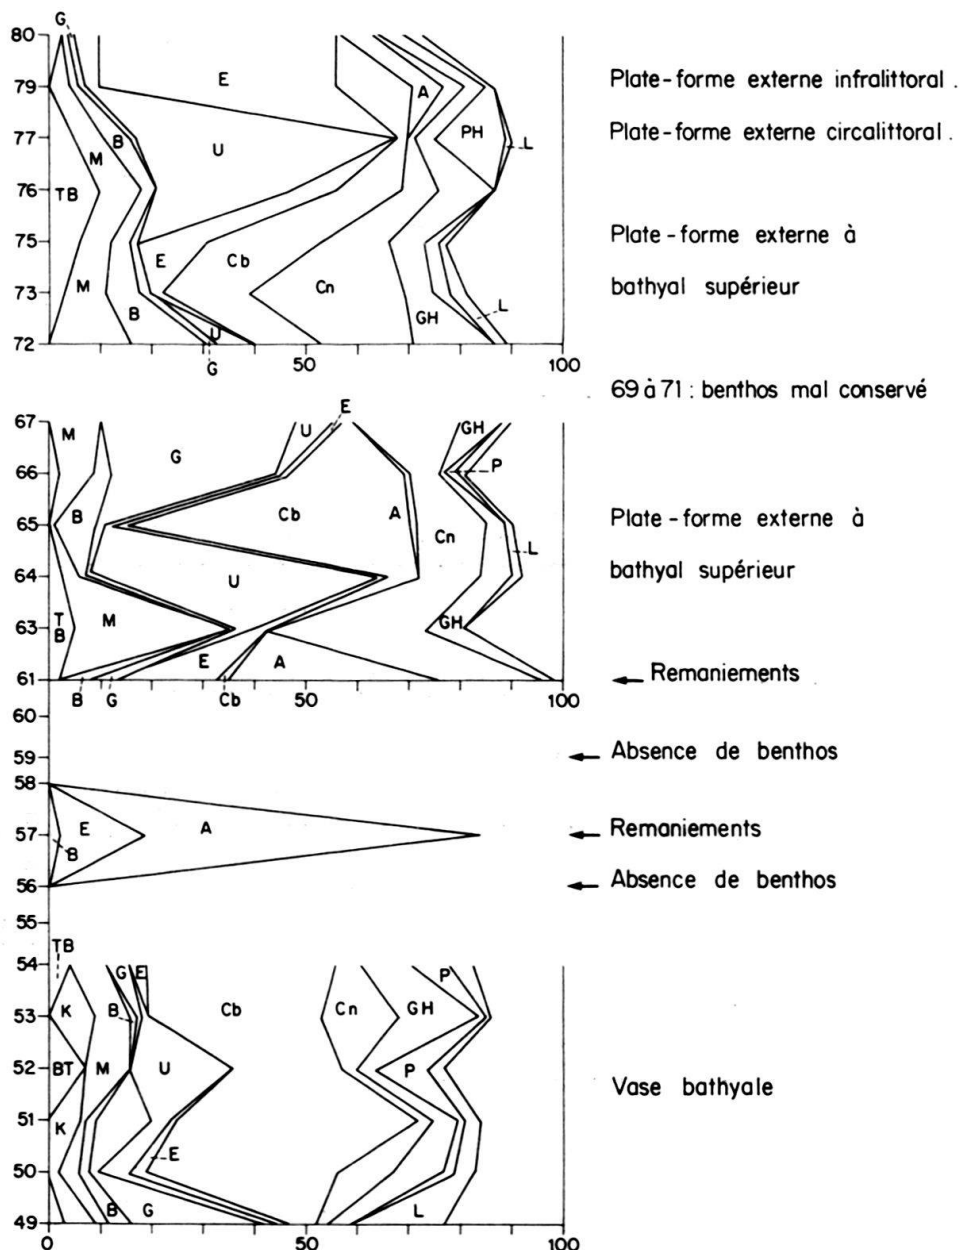 G
80
79
E
A
Plate-forme externe infralittoral .
77
B
U
PH
L
Plate-forme externe circalittoral .
M
76
TB
75
E
Cb
Plate-forme externe à
M
Cn
bathyal supérieur
73
B
GH
L
72
U
G
50
100
69 à 71 : benthos mal conservé
E
67
M
U
GH
G
P
66
B
Cb
A
65
Cn
L
Plate-forme externe à
bathyal supérieur
64
U
T
B
M
GH
63
E
A
61
Remaniements
B
G
Cb
50
100
60
59
Absence de benthos
58
E
A
57
B
Remaniements
56
Absence de benthos
55
TB
54
G
E
P
K
B
Cb
Cn
GH
53
52
BT
M
U
P
Vase bathyale
51
K
E
50
B
G
L
49
0
50
100